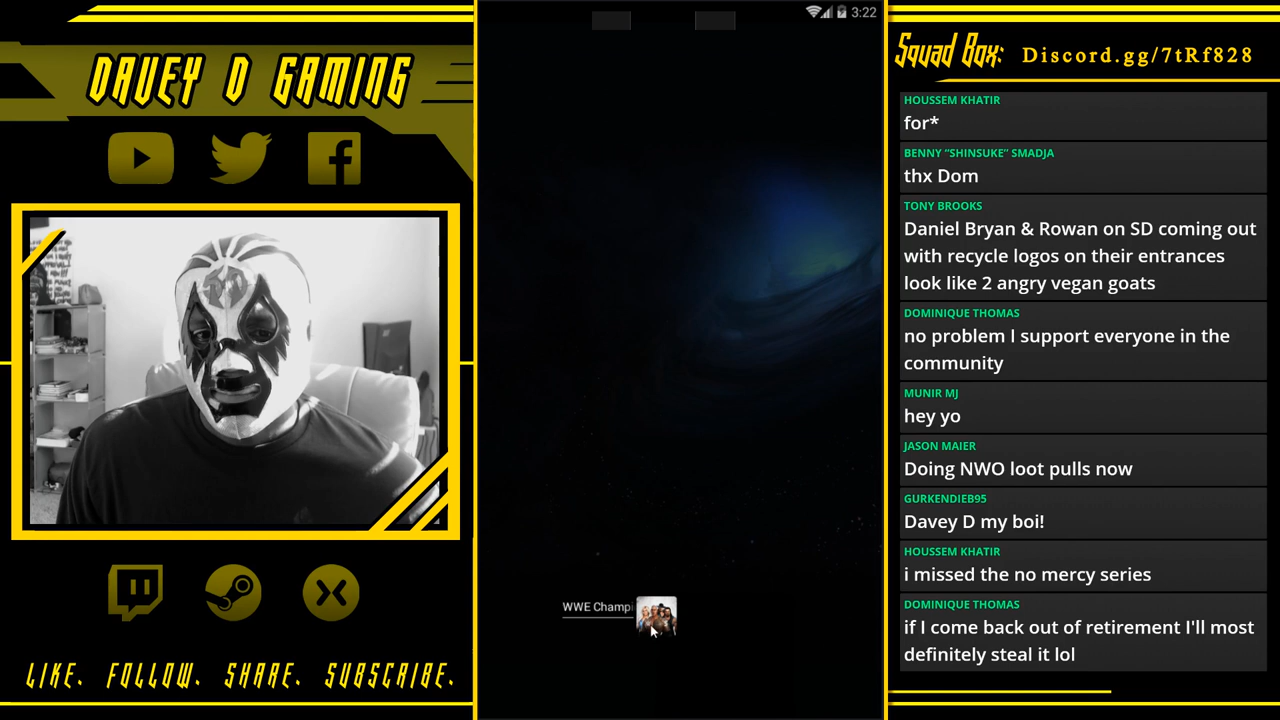 DAVEY D GAMING
LIKE. FOLLOW. SHARE. SUBSCRIBE.
3:22
WWE Champi
Squad Box: Discord.gg/7tRf828
HOUSSEM KHATIR
for*
BENNY “SHINSUKE” SMADJA
thx Dom
TONY BROOKS
Daniel Bryan & Rowan on SD coming out
with recycle logos on their entrances
look like 2 angry vegan goats
DOMINIQUE THOMAS
no problem I support everyone in the
community
MUNIR MJ
hey yo
JASON MAIER
Doing NWO loot pulls now
GURKENDIEB95
Davey D my boi!
HOUSSEM KHATIR
i missed the no mercy series
DOMINIQUE THOMAS
if I come back out of retirement I'll most
definitely steal it lol